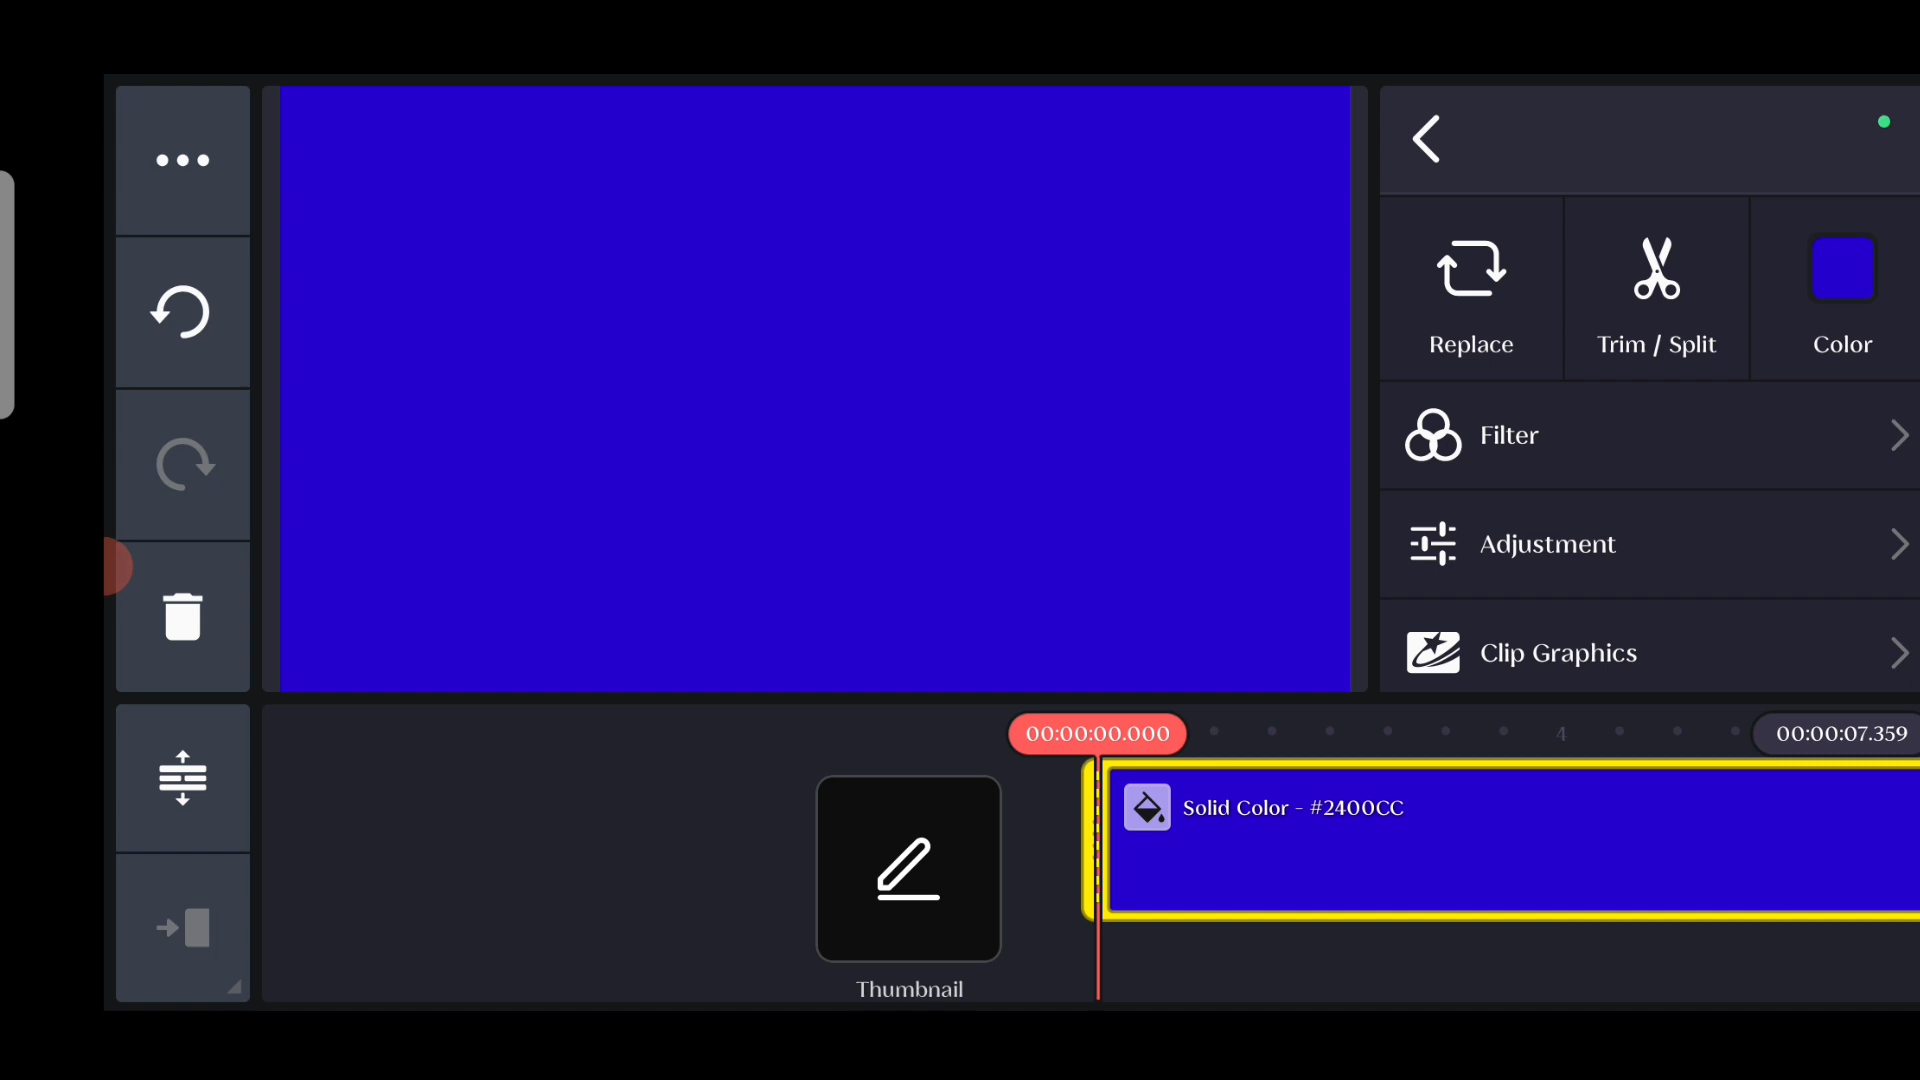 Replace
Trim / Split
Color
Filter
Adjustment
Clip Graphics
00:00:00.000
4
00:00:07.359
Solid Color - #2400CC
Thumbnail